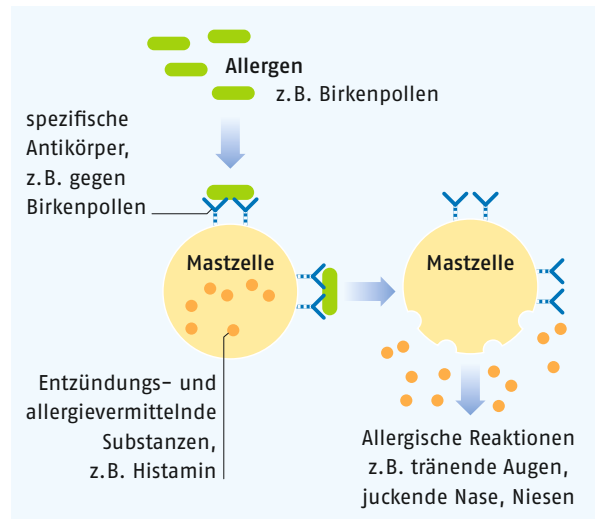 Allergen
z.B. Birkenpollen
spezifische
Antikörper,
z.B. gegen
Birkenpollen
Mastzelle
Mastzelle
Entzündungs- und
allergievermittelnde
Substanzen,
z.B. Histamin
Allergische Reaktionen
z.B. tränende Augen,
juckende Nase, Niesen